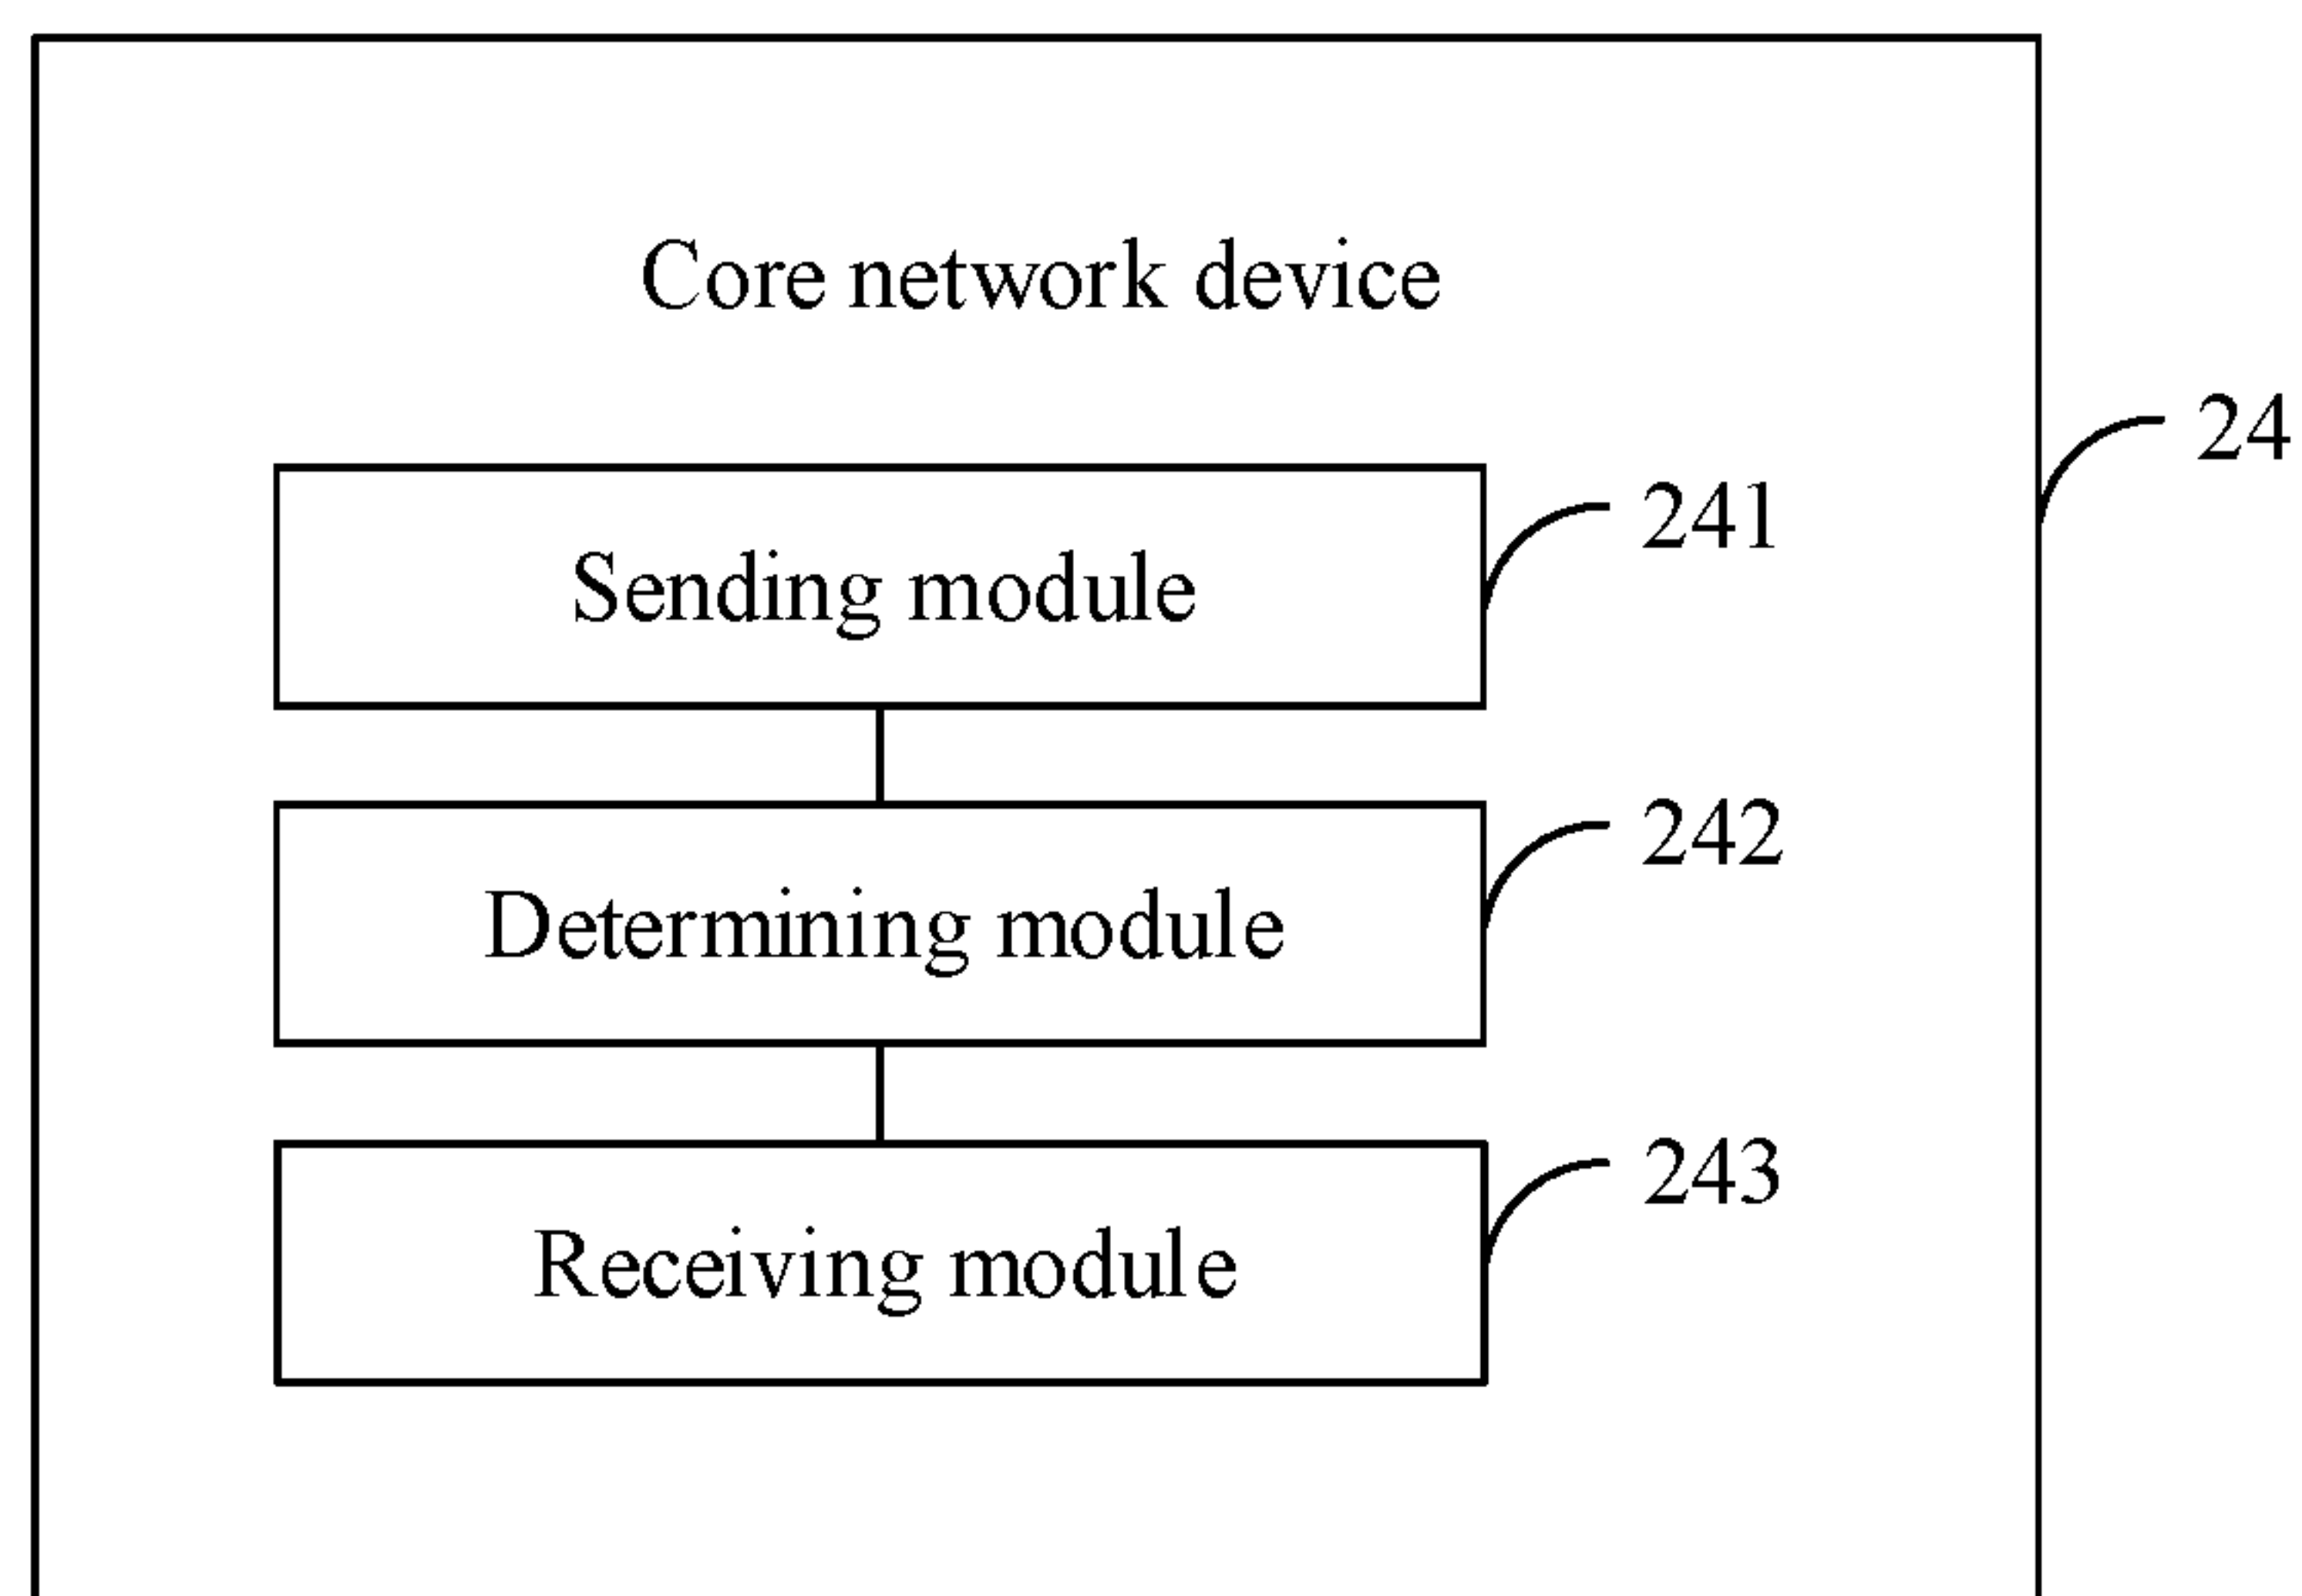 Core network device
24
Sending module
241
Determining module
242
Receiving module
243